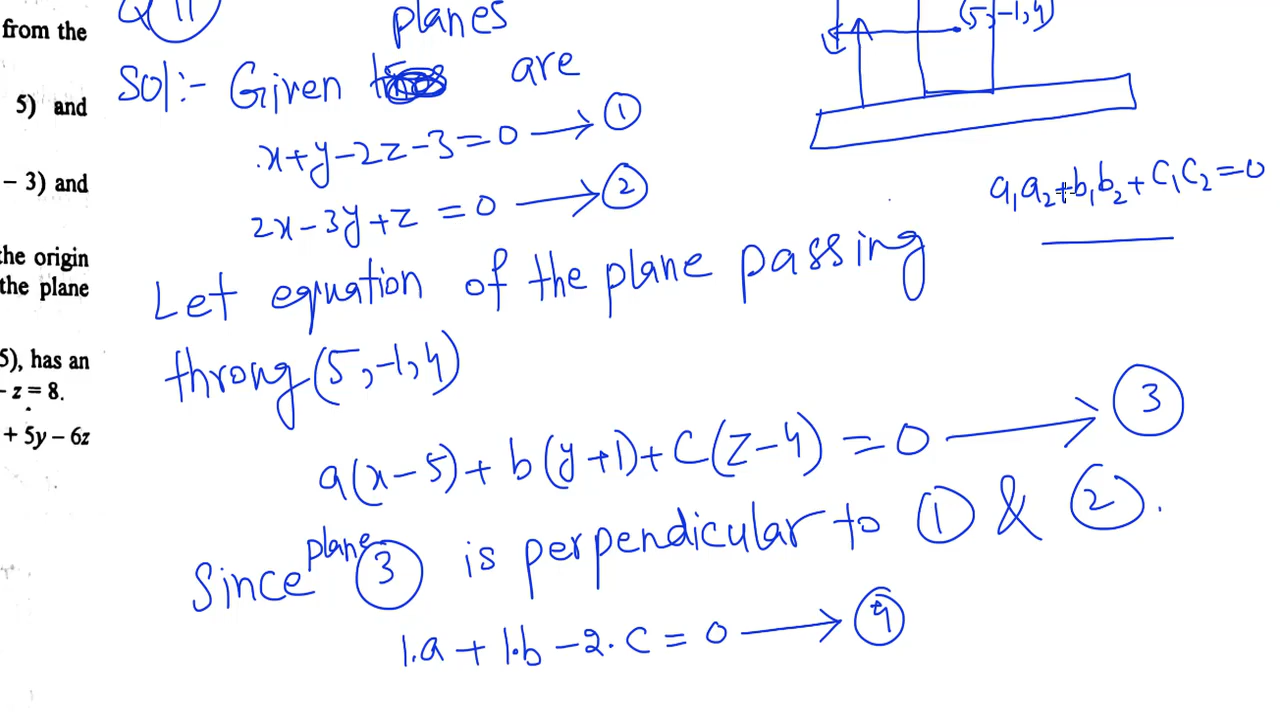 from the
5) and
– 3) and
the origin
the plane
5), has an
– z = 8.
+ 5y – 6z
Q 11
planes
Sol:- Given are
x+y-2z-3=0 → 1
2x-3y+z=0 → 2
Let equation of the plane passing
throng (5,-1,4)
a(x-5)+b(y+1)+c(z-4)=0 → 3
plane
Since 3 is perpendicular to 1 & 2.
1.a + 1.b - 2.c = 0 → 4
(5,-1,4)
a₁a₂+b₁b₂+c₁c₂=0